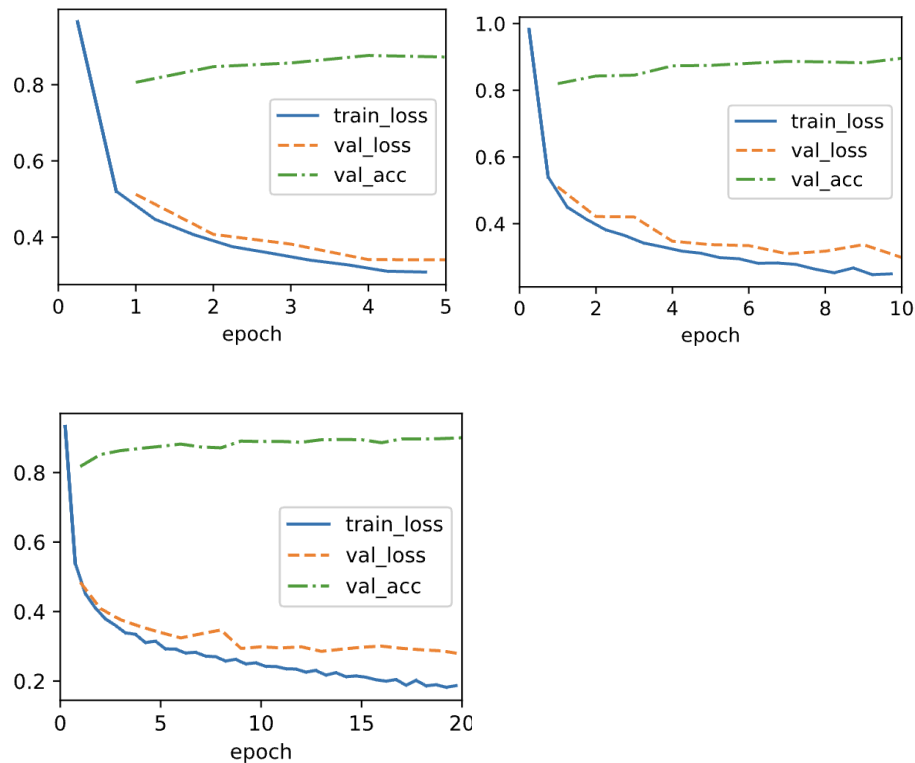 0.8
0.6
0.4
train_loss
val_loss
val_acc
0 1 2 3 4 5
epoch
1.0
0.8
0.6
0.4
train_loss
val_loss
val_acc
0 2 4 6 8 10
epoch
0.8
0.6
0.4
0.2
train_loss
val_loss
val_acc
0 5 10 15 20
epoch